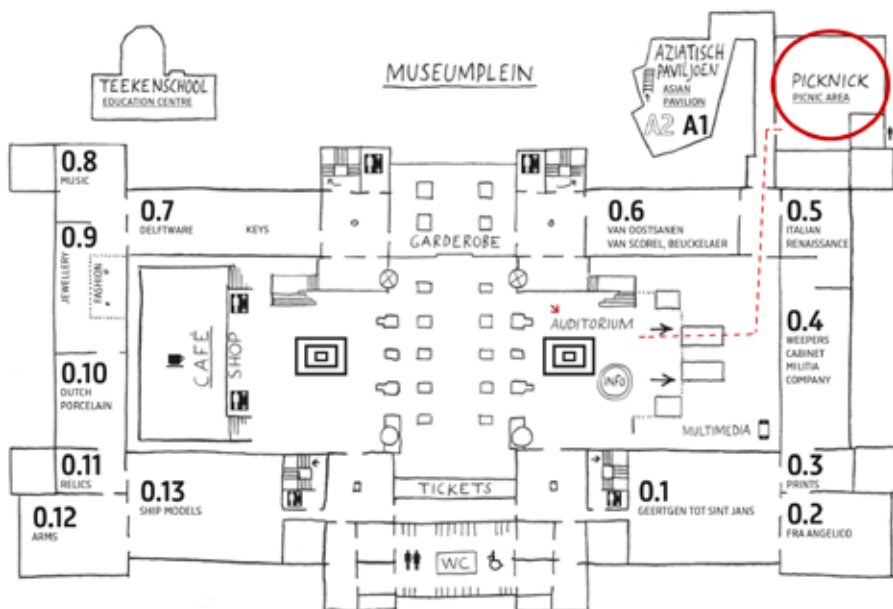 TEEKENSCHOOL
EDUCATION CENTRE
MUSEUMPLEIN
AZIATISCH
PAVILJOEN
ASIAN
PAVILION
A2 A1
PICKNICK
PICNIC AREA
0.8
MUSIC
0.7
DELFTWARE
KEYS
0.6
VAN OOSTSANEN
VAN SCOREL, BEUCKELAER
0.5
ITALIAN
RENAISSANCE
0.9
JEWELLERY
FASHION
GARDEROBE
CAFÉ
SHOP
AUDITORIUM
INFO
MULTIMEDIA
0.4
WEEPERS
CABINET
MILITIA
COMPANY
0.10
DUTCH
PORCELAIN
0.11
RELICS
0.12
ARMS
0.13
SHIP MODELS
TICKETS
WC
0.1
GEERTGEN TOT SINT JANS
0.3
PRINTS
0.2
FRA ANGELICO